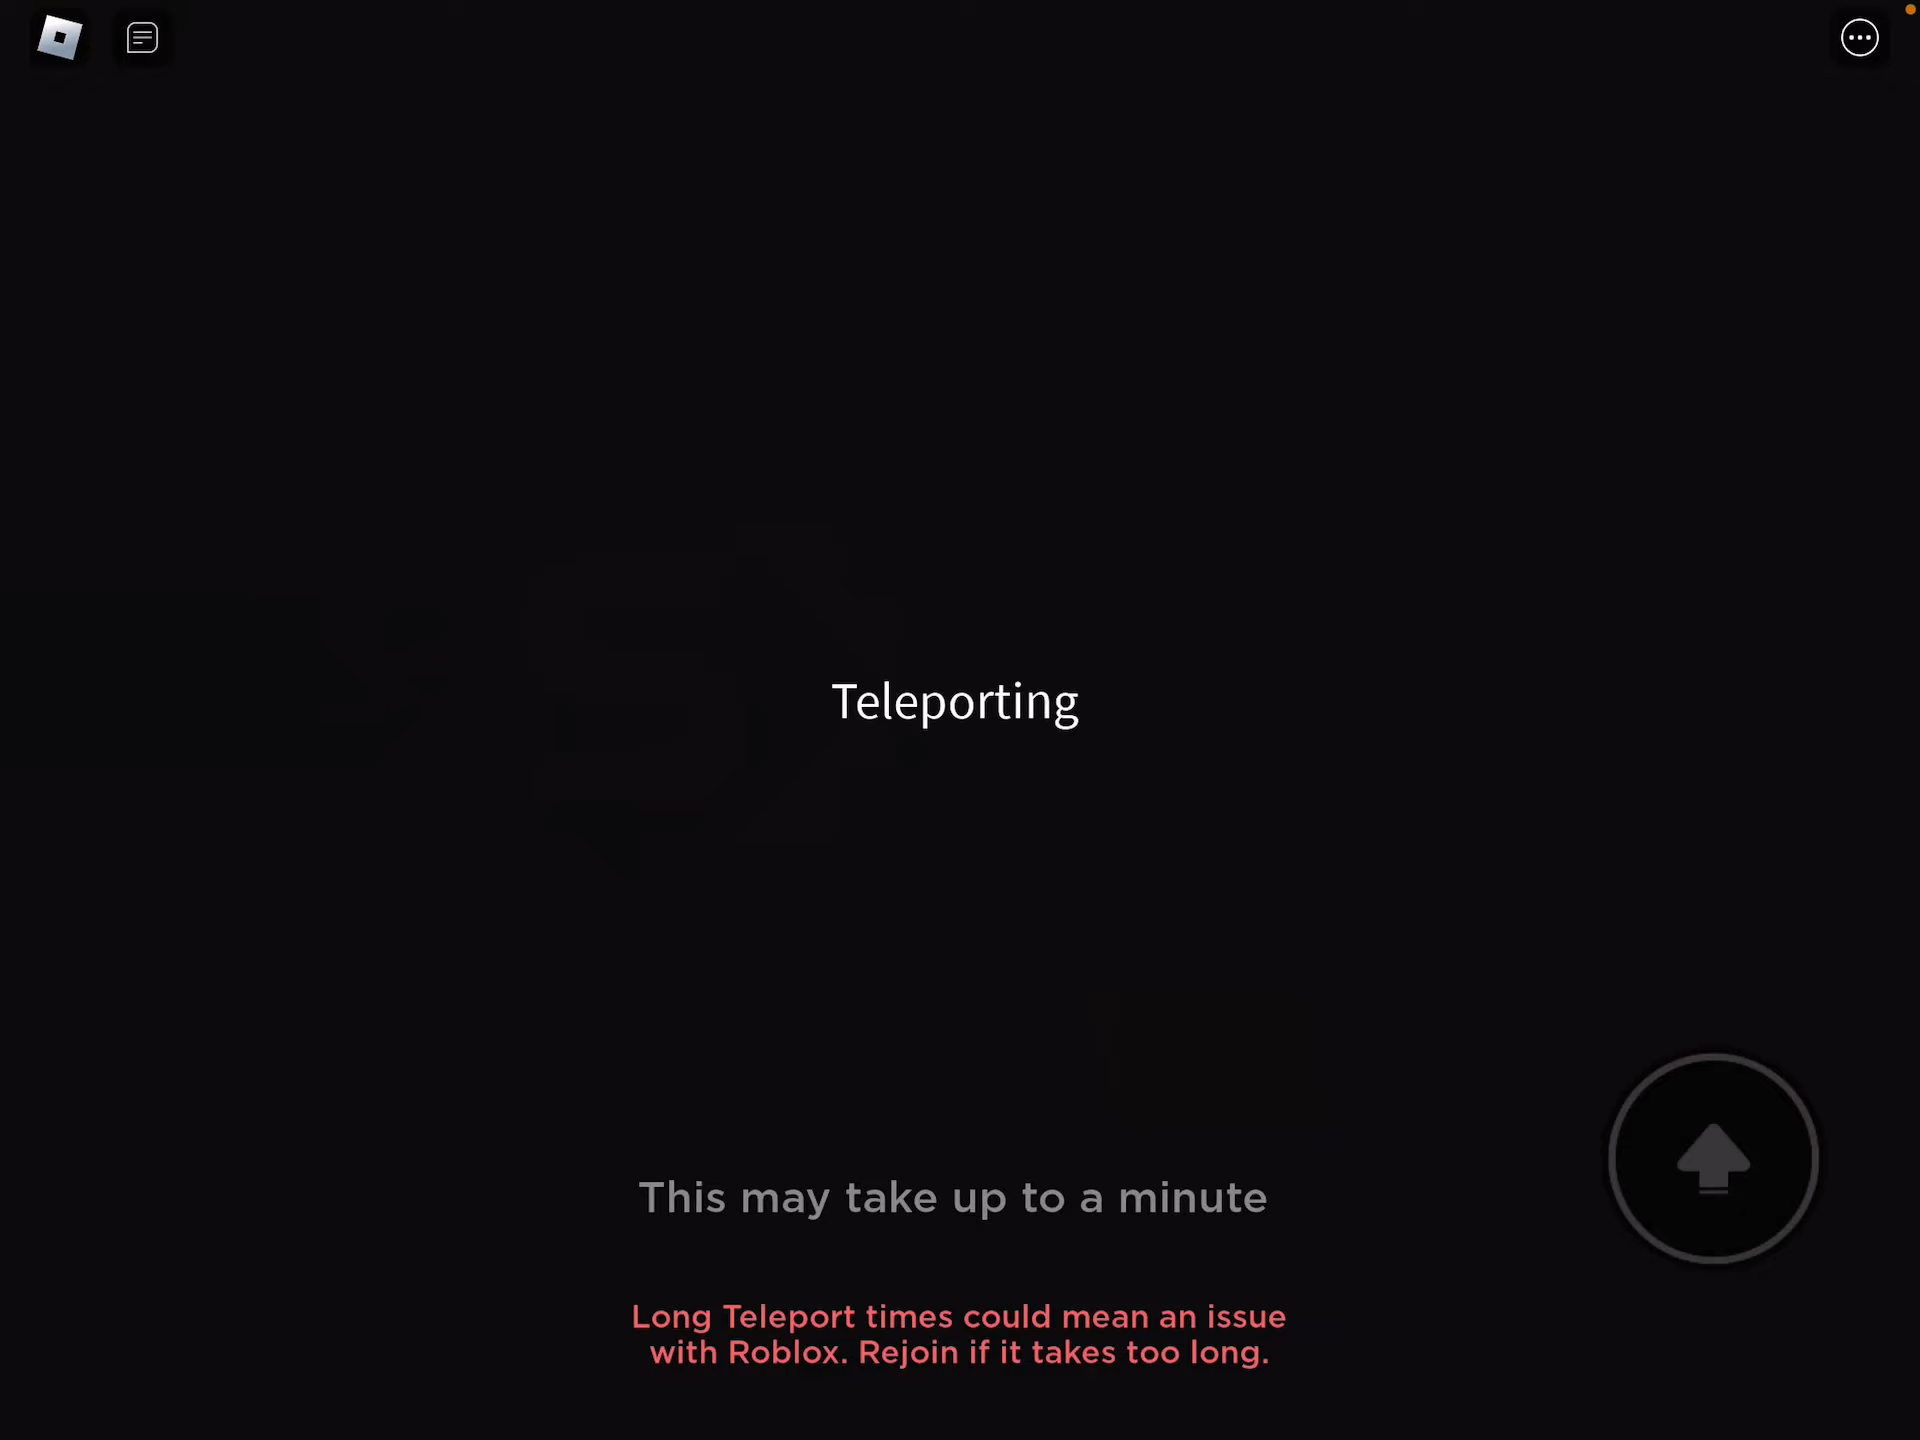 Teleporting
This may take up to a minute
Long Teleport times could mean an issue
with Roblox. Rejoin if it takes too long.